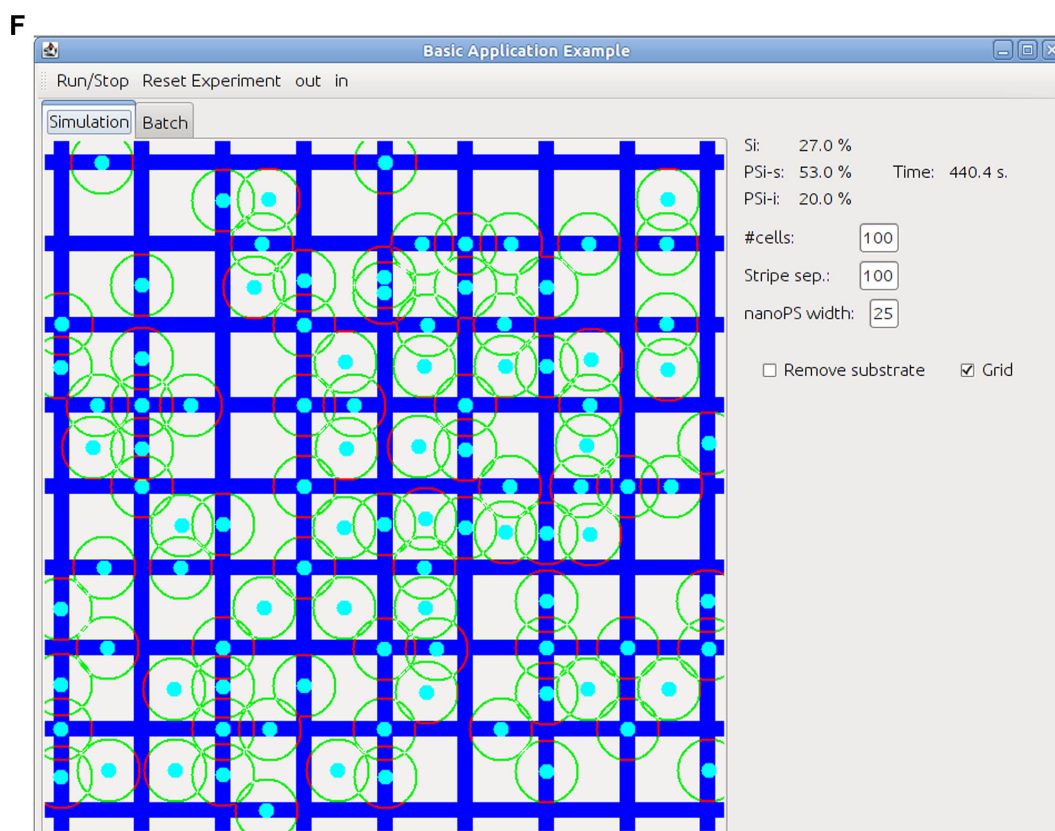 F
Basic Application Example
Run/Stop Reset Experiment out in
Simulation Batch
Si: 27.0 %
PSi-s: 53.0 % Time: 440.4 s.
PSi-i: 20.0 %
#cells: 100
Stripe sep.: 100
nanoPS width: 25
Remove substrate Grid